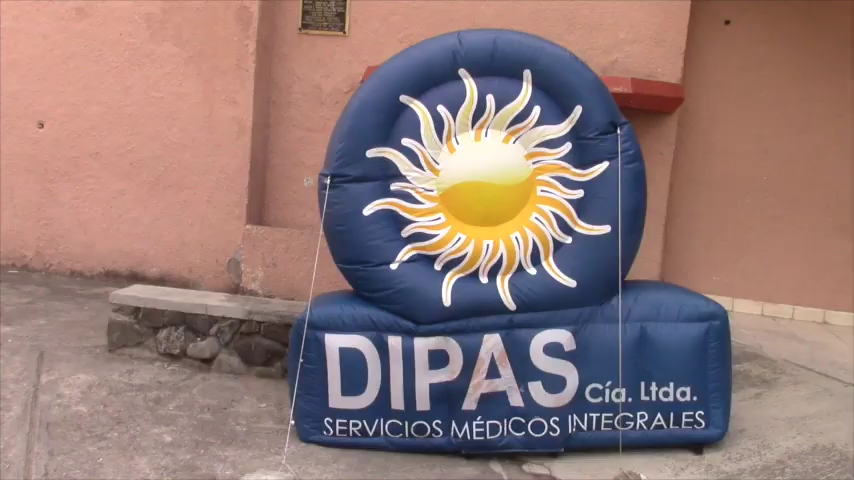 DIPAS Cía. Ltda.
SERVICIOS MÉDICOS INTEGRALES